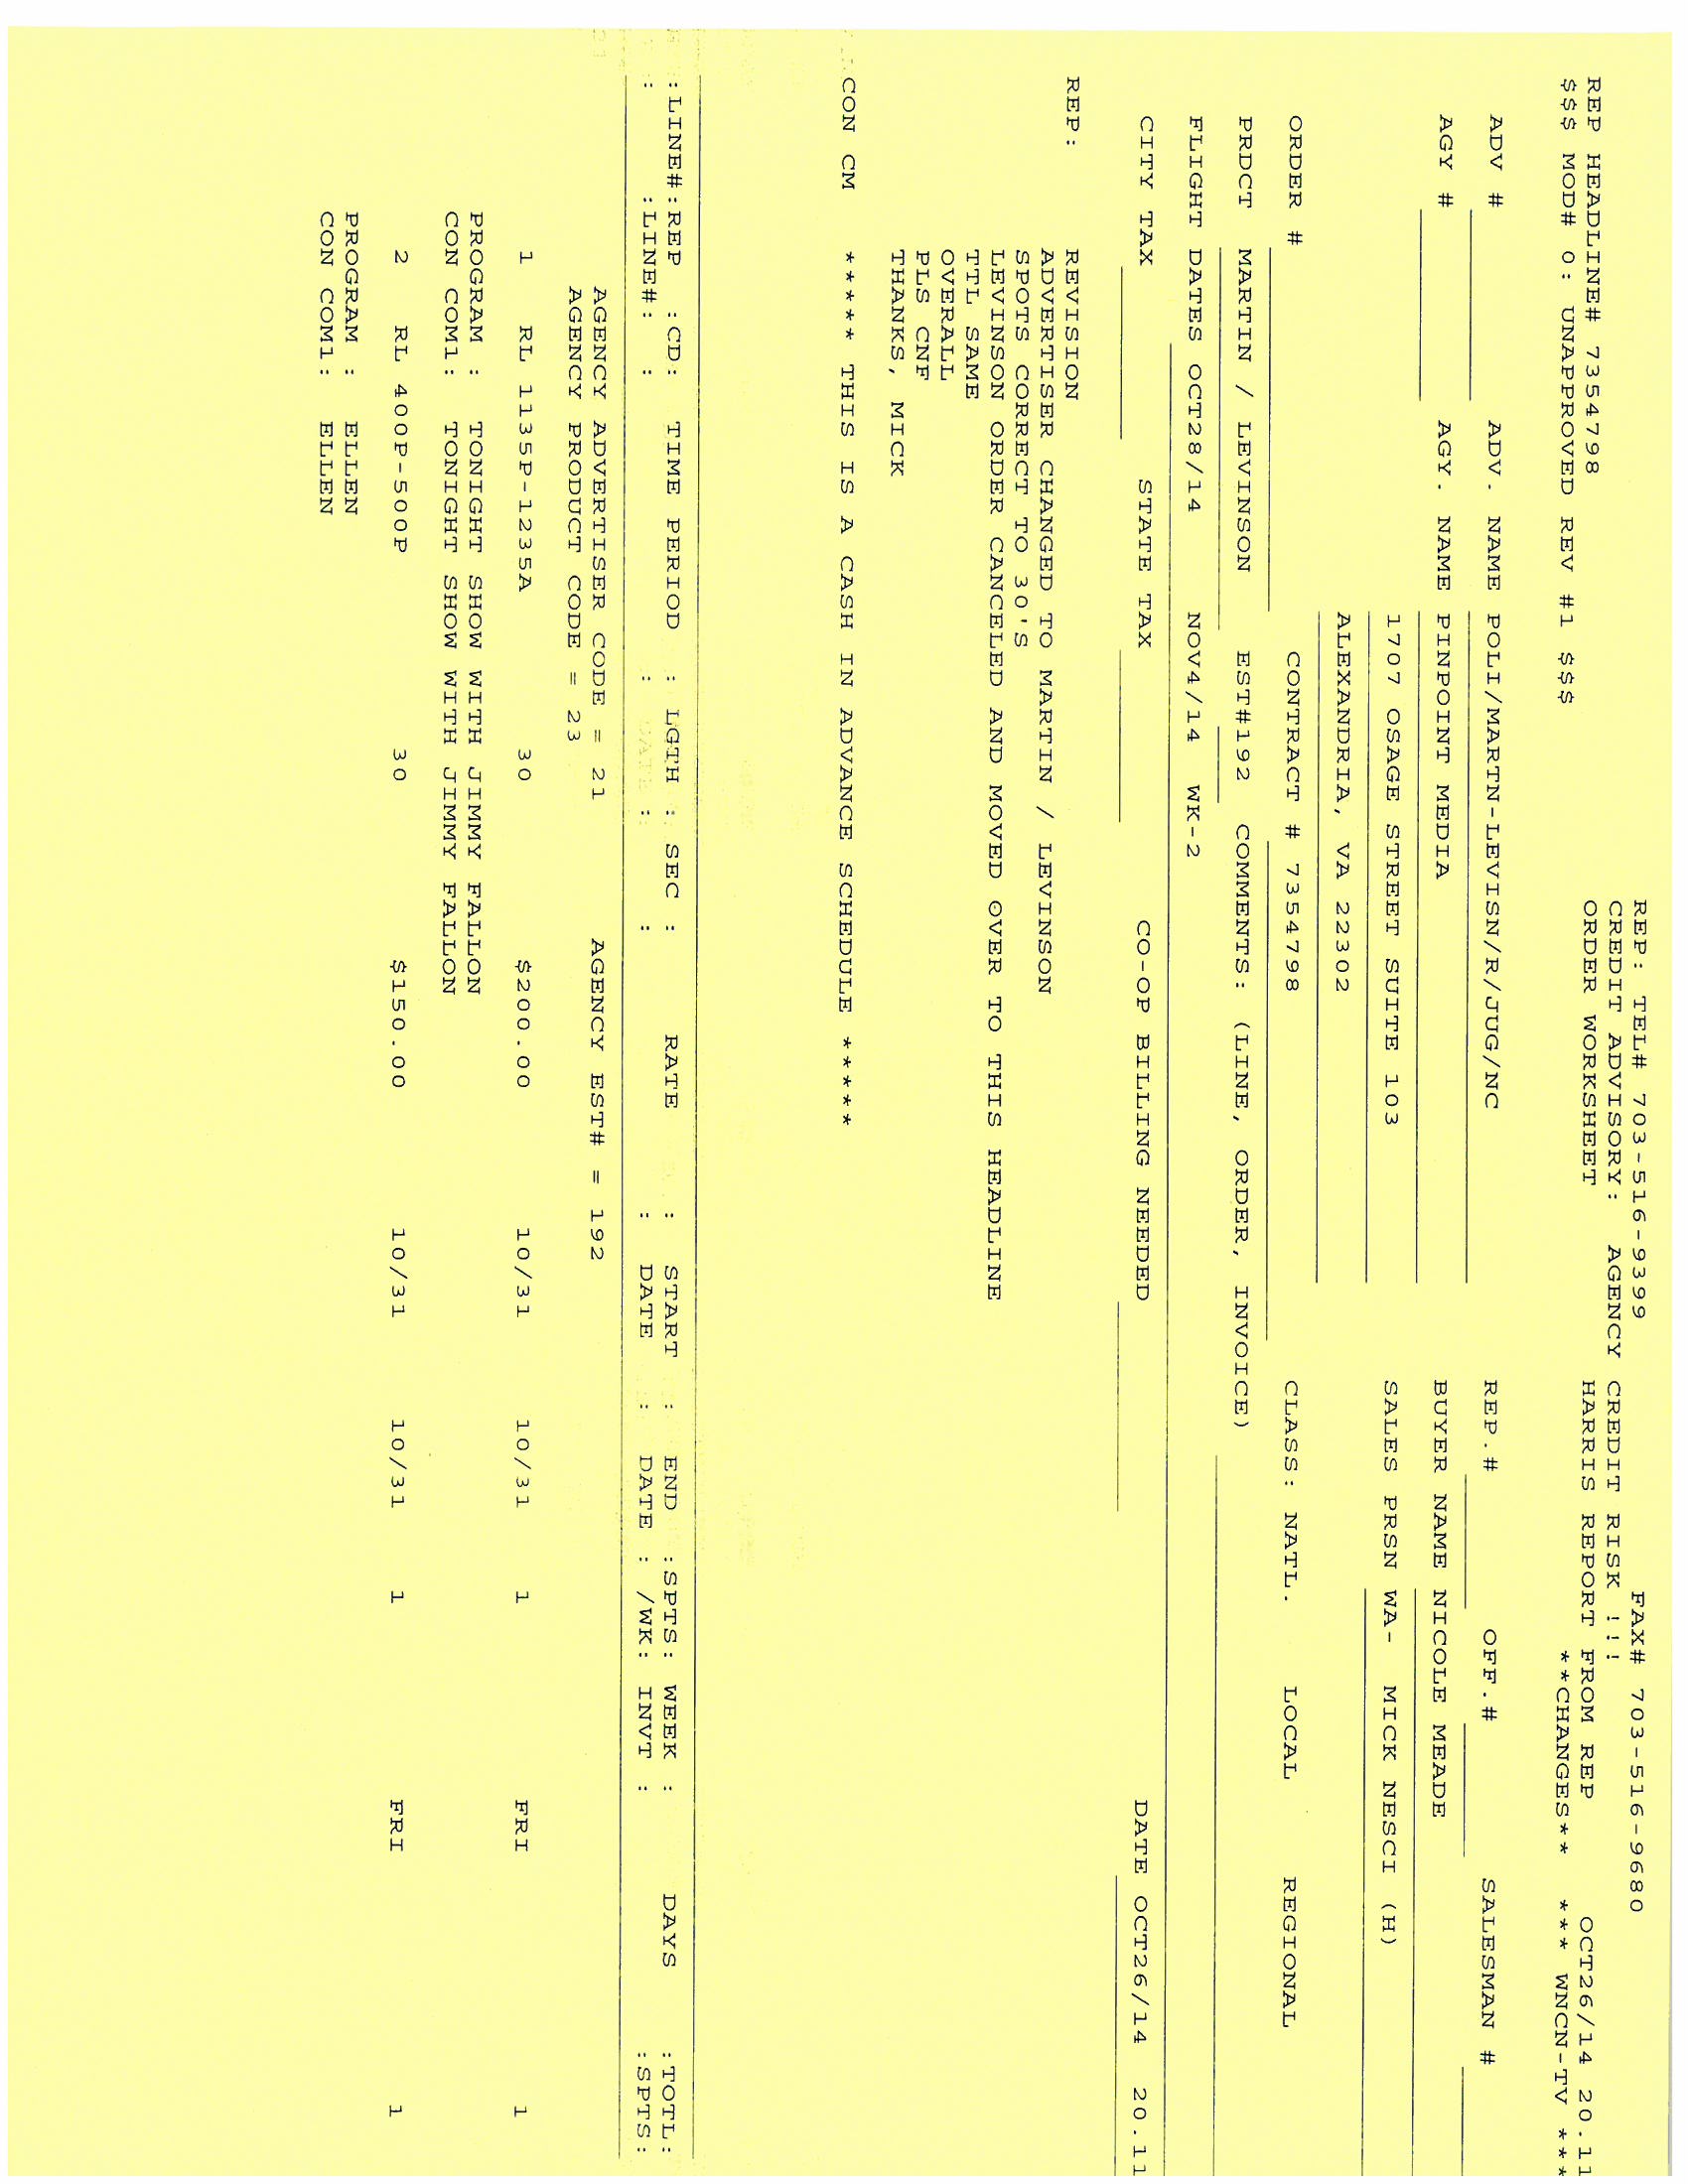 REP: TEL# 703-516-9399 FAX# 703-516-9680
CREDIT ADVISORY: AGENCY CREDIT RISK !!!
REP HEADLINE# 7354798 ORDER WORKSHEET HARRIS REPORT FROM REP OCT26/14 20.11
$$$ MOD# 0: UNAPPROVED REV #1 $$$ **CHANGES** *** WNCN-TV ***
ADV # ADV. NAME POLI/MARTN-LEVISN/R/JUG/NC REP.# OFF.# SALESMAN #
AGY # AGY. NAME PINPOINT MEDIA BUYER NAME NICOLE MEADE
1707 OSAGE STREET SUITE 103 SALES PRSN WA- MICK NESCI (H)
ALEXANDRIA, VA 22302
ORDER # CONTRACT # 7354798 CLASS: NATL. LOCAL REGIONAL
PRDCT MARTIN / LEVINSON EST#192 COMMENTS: (LINE, ORDER, INVOICE)
FLIGHT DATES OCT28/14 NOV4/14 WK-2
CITY TAX STATE TAX CO-OP BILLING NEEDED DATE OCT26/14 20.11
REP: REVISION
ADVERTISER CHANGED TO MARTIN / LEVINSON
SPOTS CORRECT TO 30'S
LEVINSON ORDER CANCELED AND MOVED OVER TO THIS HEADLINE
TTL SAME
OVERALL
PLS CNF
THANKS, MICK
CON CM ***** THIS IS A CASH IN ADVANCE SCHEDULE *****
:LINE#:REP :CD: TIME PERIOD : LGTH : SEC : RATE : START : END :SPTS: WEEK : DAYS :TOTL:
: :LINE#: : : : : : DATE : DATE : /WK: INVT : :SPTS:
AGENCY ADVERTISER CODE = 21 AGENCY EST# = 192
AGENCY PRODUCT CODE = 23
1 RL 1135P-1235A 30 $200.00 10/31 10/31 1 FRI 1
PROGRAM : TONIGHT SHOW WITH JIMMY FALLON
CON COM1: TONIGHT SHOW WITH JIMMY FALLON
2 RL 400P-500P 30 $150.00 10/31 10/31 1 FRI 1
PROGRAM : ELLEN
CON COM1: ELLEN